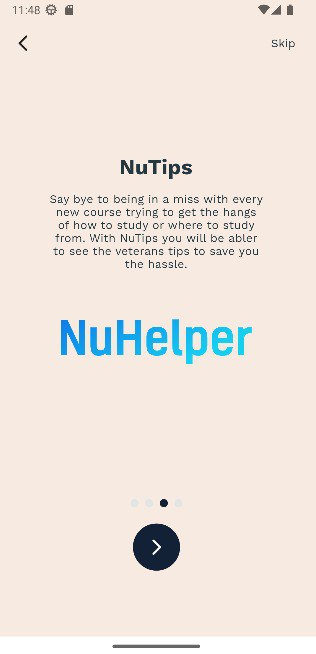 11:48
Skip
NuTips
Say bye to being in a miss with every
new course trying to get the hangs
of how to study or where to study
from. With NuTips you will be abler
to see the veterans tips to save you
the hassle.
NuHelper